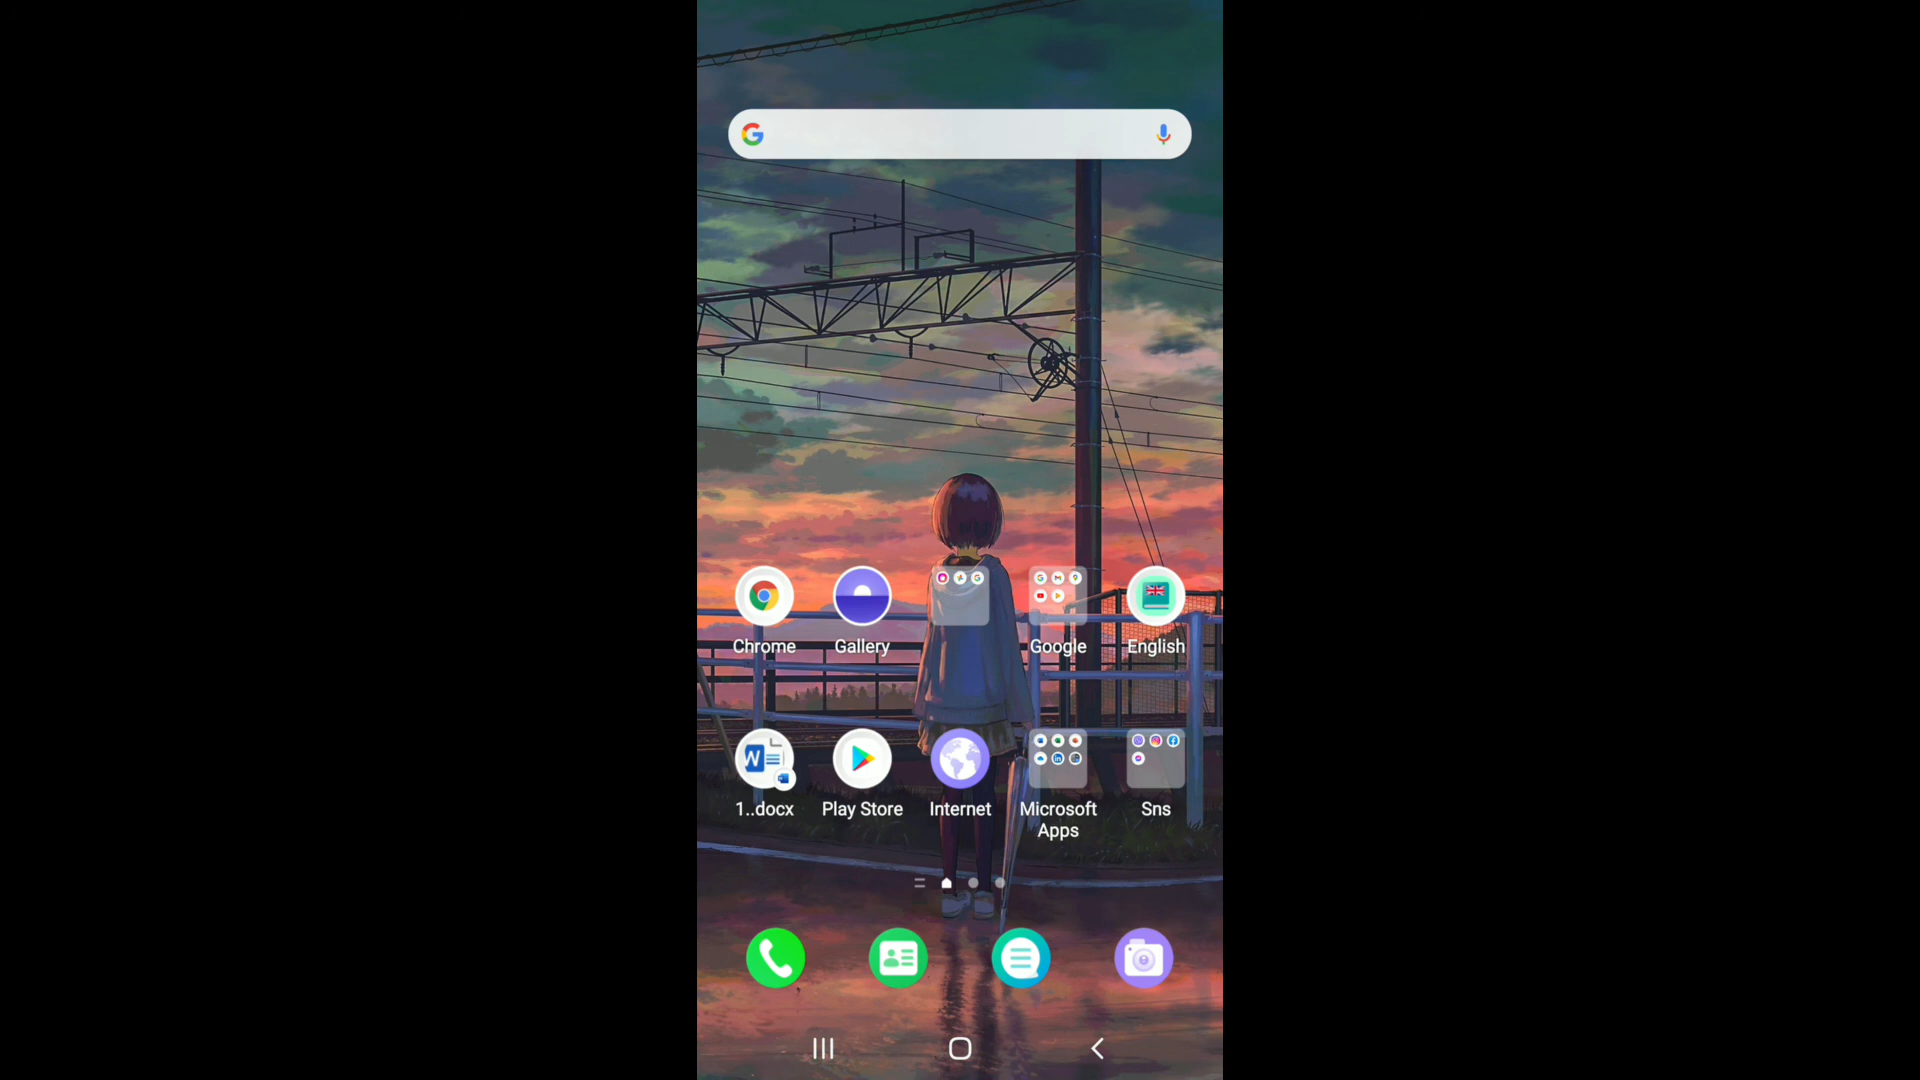 Chrome
Gallery
Google
English
1..docx
Play Store
Internet
Microsoft
Apps
Sns